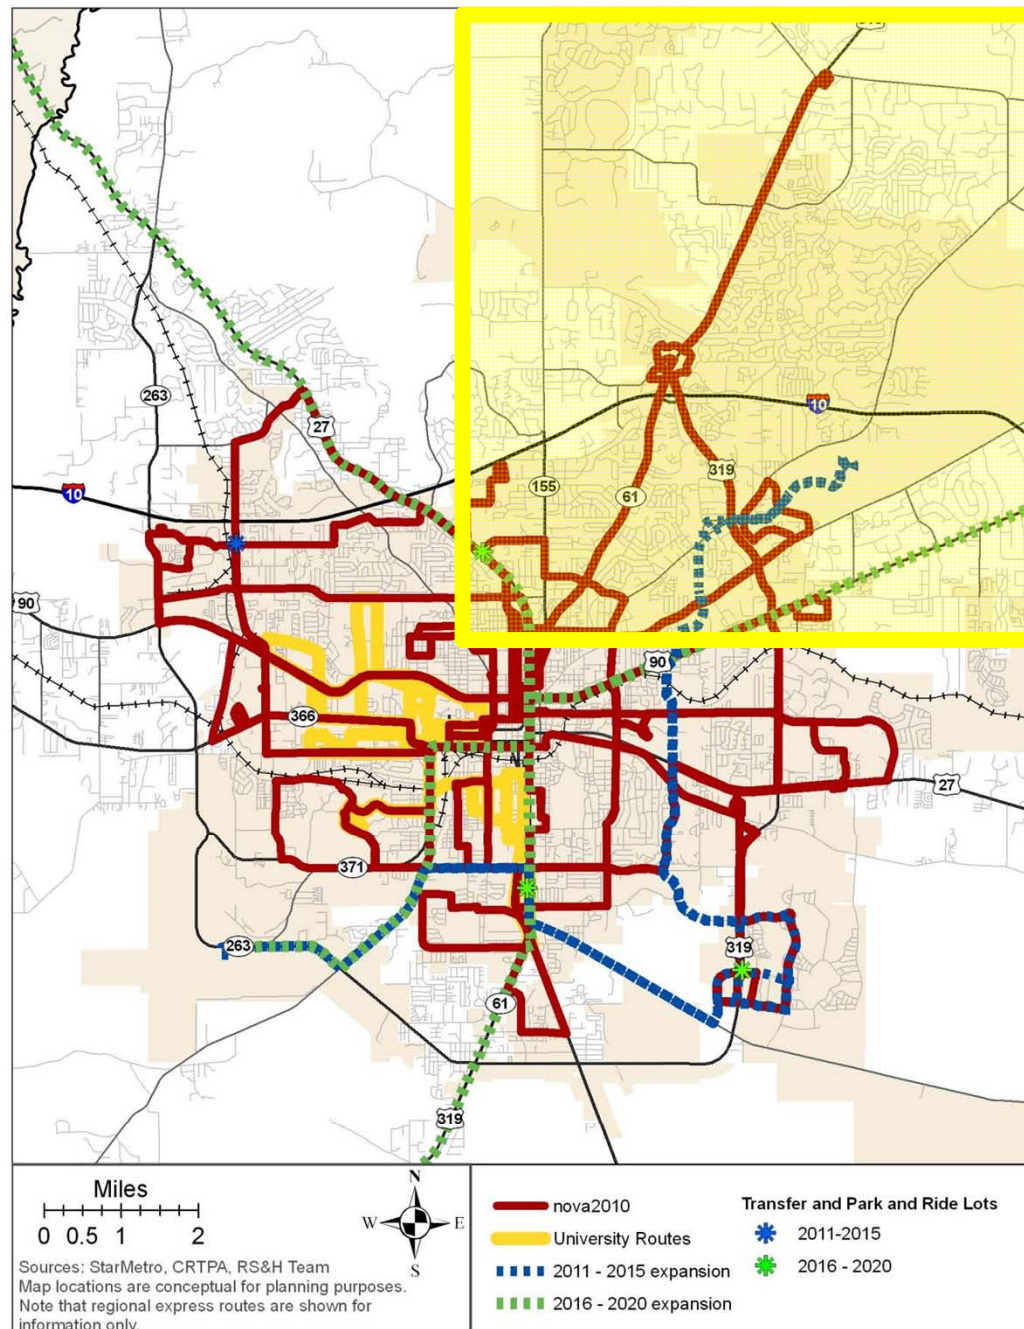 263
27
10
10
319
155
61
90
90
366
27
371
263
319
61
319
Miles
0 0.5 1 2
N
W E
S
Sources: StarMetro, CRTPA, RS&H Team
Map locations are conceptual for planning purposes.
Note that regional express routes are shown for
information only.
nova2010
University Routes
2011 - 2015 expansion
2016 - 2020 expansion
Transfer and Park and Ride Lots
2011-2015
2016 - 2020